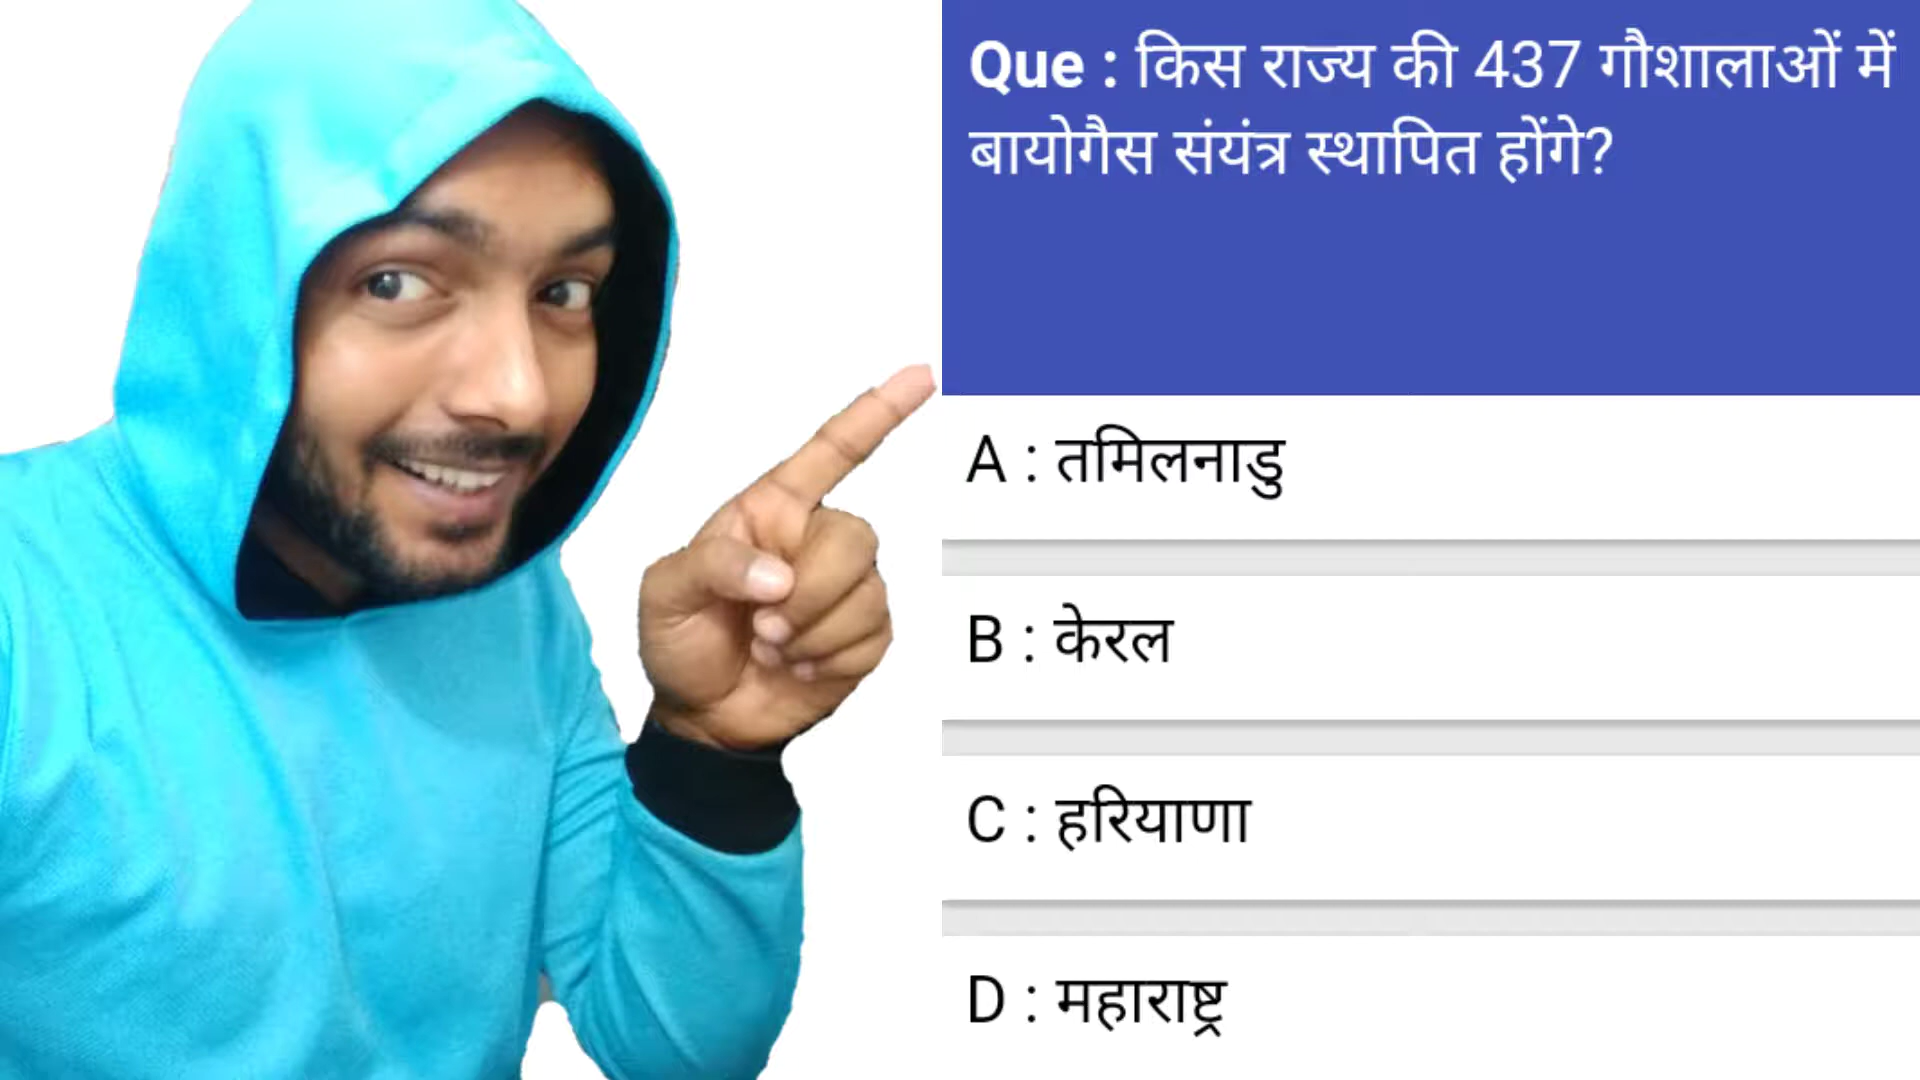 Que : किस राज्य की 437 गौशालाओं में
बायोगैस संयंत्र स्थापित होंगे?
A : तमिलनाडु
B : केरल
C : हरियाणा
D : महाराष्ट्र